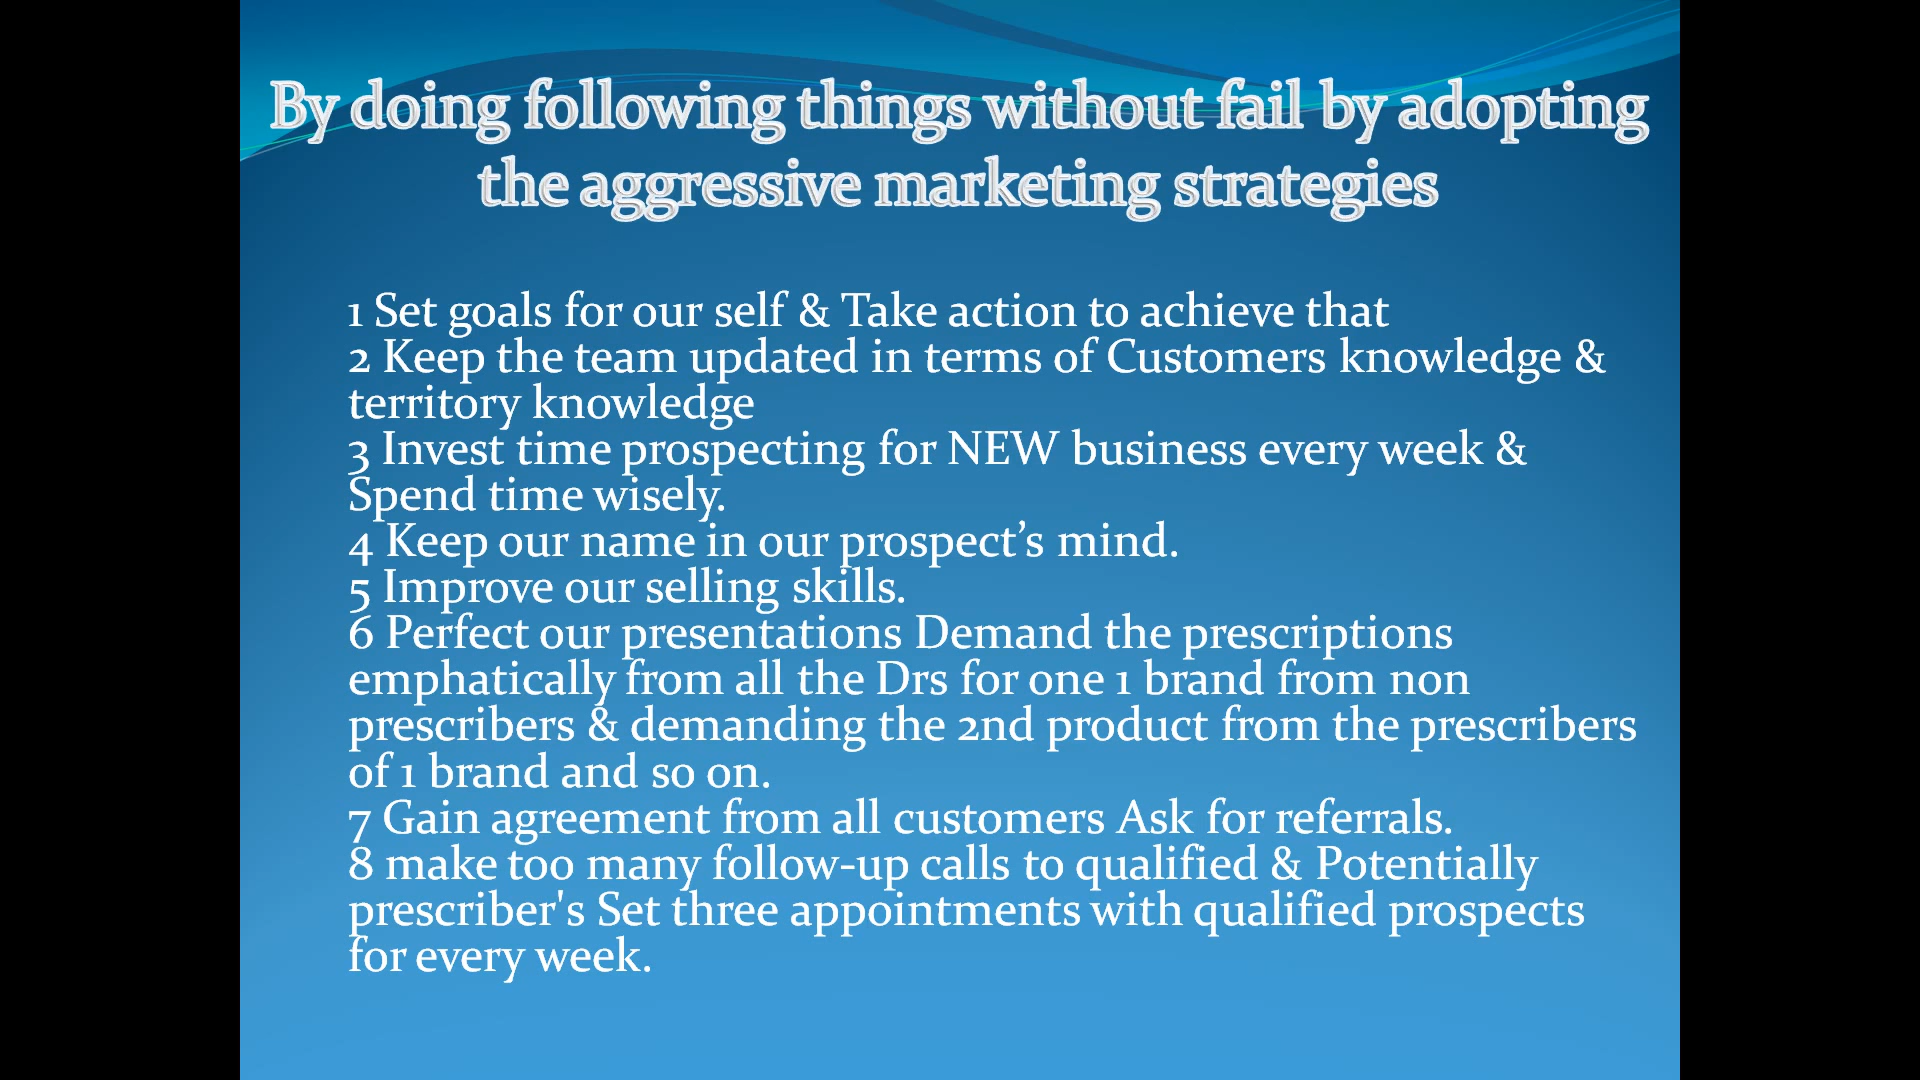 By doing following things without fail by adopting
the aggressive marketing strategies
1 Set goals for our self & Take action to achieve that
2 Keep the team updated in terms of Customers knowledge &
territory knowledge
3 Invest time prospecting for NEW business every week &
Spend time wisely.
4 Keep our name in our prospect’s mind.
5 Improve our selling skills.
6 Perfect our presentations Demand the prescriptions
emphatically from all the Drs for one 1 brand from non
prescribers & demanding the 2nd product from the prescribers
of 1 brand and so on.
7 Gain agreement from all customers Ask for referrals.
8 make too many follow-up calls to qualified & Potentially
prescriber's Set three appointments with qualified prospects
for every week.